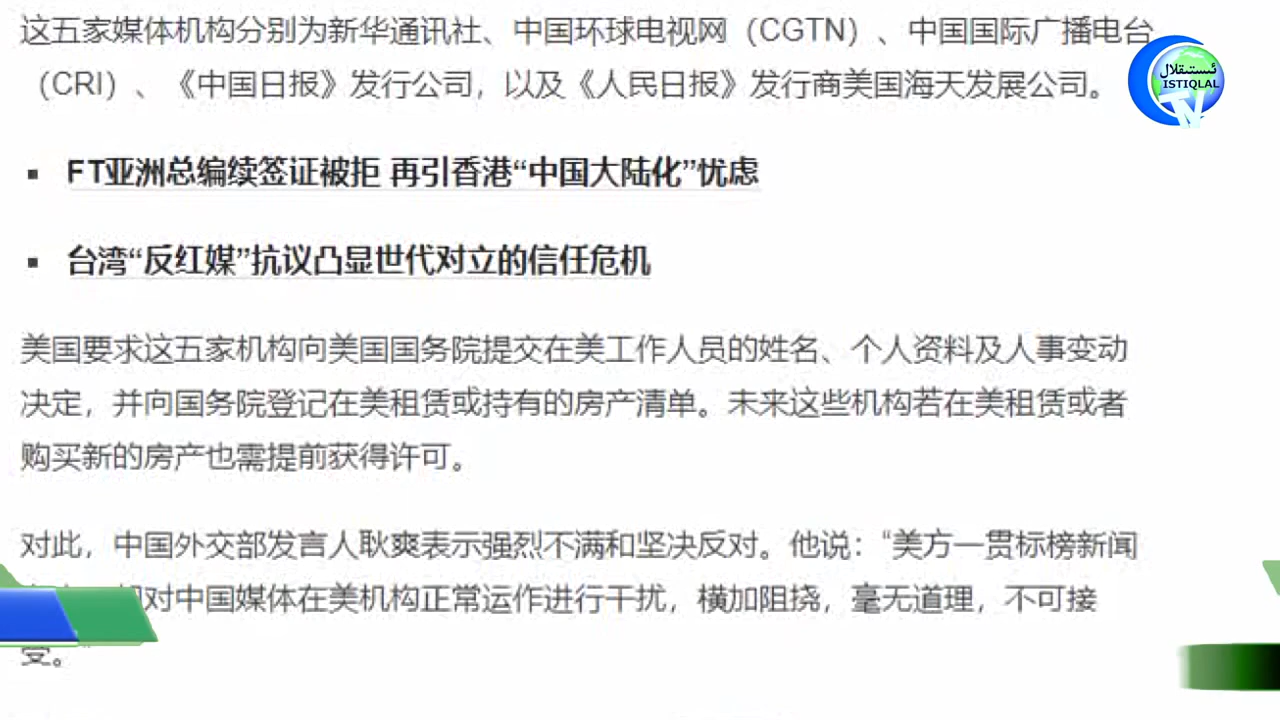 这五家媒体机构分别为新华通讯社、中国环球电视网（CGTN）、中国国际广播电台
（CRI）、《中国日报》发行公司，以及《人民日报》发行商美国海天发展公司。
ئىستىقلال
ISTIQLAL
TV
FT亚洲总编续签证被拒 再引香港“中国大陆化”忧虑
台湾“反红媒”抗议凸显世代对立的信任危机
美国要求这五家机构向美国国务院提交在美工作人员的姓名、个人资料及人事变动
决定，并向国务院登记在美租赁或持有的房产清单。未来这些机构若在美租赁或者
购买新的房产也需提前获得许可。
对此，中国外交部发言人耿爽表示强烈不满和坚决反对。他说：“美方一贯标榜新闻
对中国媒体在美机构正常运作进行干扰，横加阻挠，毫无道理，不可接
受。”